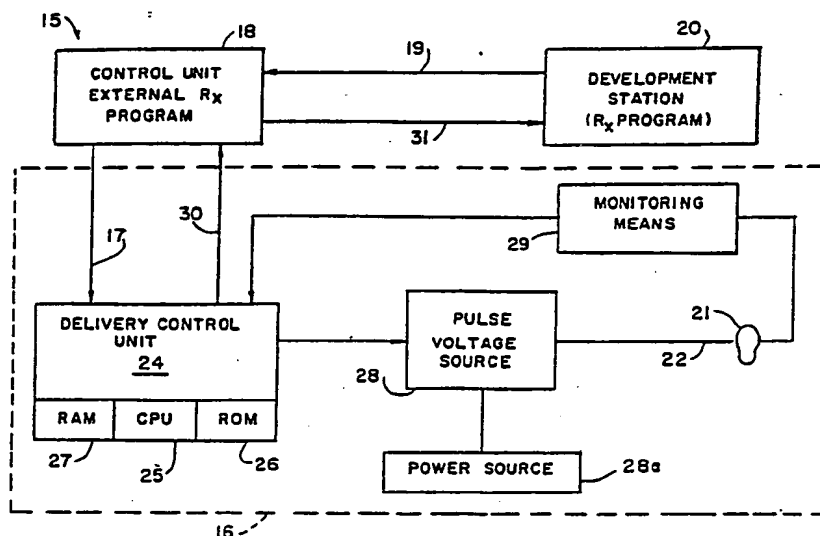 15
18
CONTROL UNIT
EXTERNAL Rx
PROGRAM
19
31
20
DEVELOPMENT
STATION
(Rx PROGRAM)
17
30
MONITORING
MEANS
29
DELIVERY CONTROL
UNIT
24
RAM
CPU
ROM
27
25
26
PULSE
VOLTAGE
SOURCE
28
21
22
POWER SOURCE
28a
16